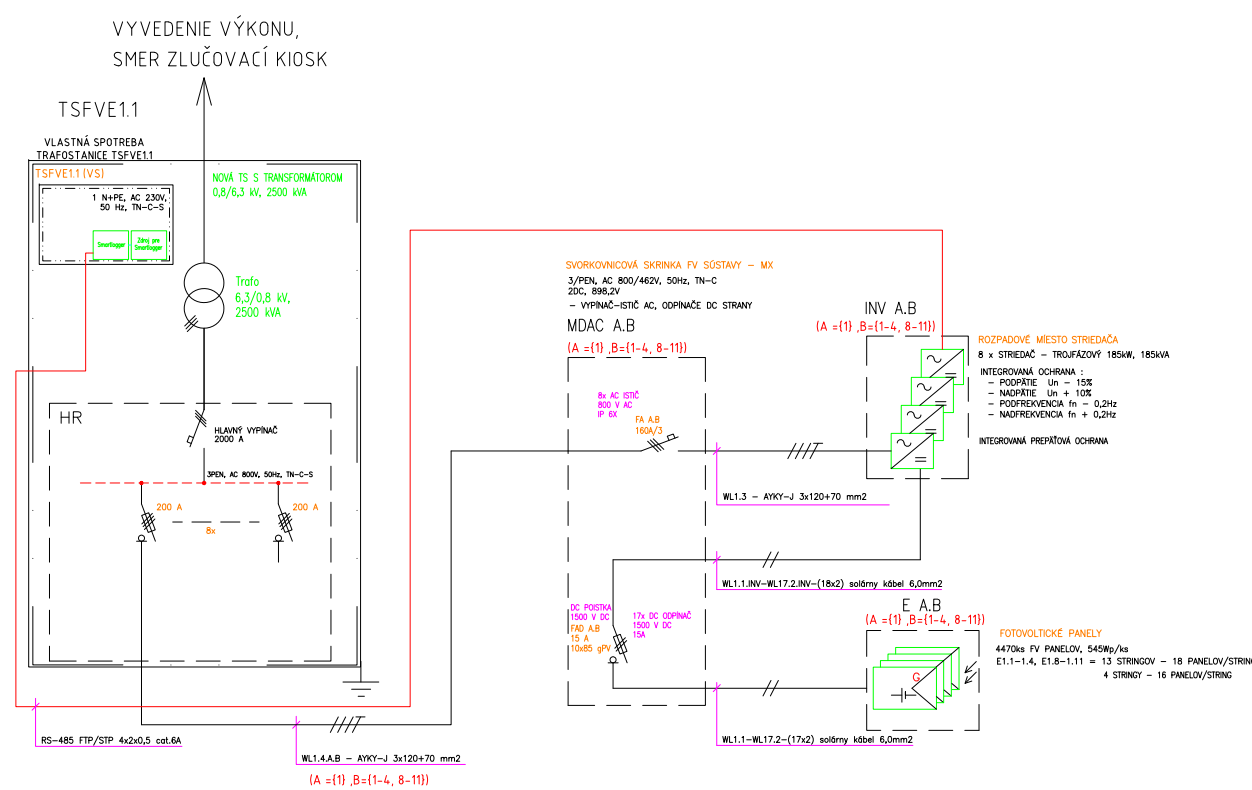 VYVEDENIE VÝKONU,
SMER ZLUČOVACÍ KIOSK
TSFVE1.1
VLASTNÁ SPOTREBA
TRAFOSTANICE TSFVE1.1
TSFVE1.1 (VS)
1 N+PE, AC 230V,
50 Hz, TN-C-S
Smartlogger
Zdroj pre
Smartlogger
NOVÁ TS S TRANSFORMÁTOROM
0,8/6,3 kV, 2500 kVA
Trafo
6,3/0,8 kV,
2500 kVA
HR
HLAVNÝ VYPÍNAČ
2000 A
3PEN, AC 800V, 50Hz, TN-C-S
200 A
200 A
8x
RS-485 FTP/STP 4x2x0,5 cat.6A
WL1.4.A.B - AYKY-J 3x120+70 mm2
(A ={1} ,B={1-4, 8-11})
SVORKOVNICOVÁ SKRINKA FV SÚSTAVY - MX
3/PEN, AC 800/462V, 50Hz, TN-C
2DC, 898,2V
- VYPÍNAČ-ISTIČ AC, ODPÍNAČE DC STRANY
MDAC A.B
(A ={1} ,B={1-4, 8-11})
8x AC ISTIČ
800 V AC
IP 6X
FA A.B
160A/3
WL1.3 - AYKY-J 3x120+70 mm2
WL1.1.INV-WL17.2.INV-(18x2) solárny kábel 6,0mm2
DC POISTKA
1500 V DC
FAD A.B
15 A
10x85 gPV
17x DC ODPÍNAČ
1500 V DC
15A
WL1.1-WL17.2-(17x2) solárny kábel 6,0mm2
INV A.B
(A ={1} ,B={1-4, 8-11})
ROZPADOVÉ MIESTO STRIEDAČA
8 x STRIEDAČ - TROJFÁZOVÝ 185kW, 185kVA
INTEGROVANÁ OCHRANA :
- PODPÄTIE Un - 15%
- NADPÄTIE Un + 10%
- PODFREKVENCIA fn - 0,2Hz
- NADFREKVENCIA fn + 0,2Hz
INTEGROVANÁ PREPÄŤOVÁ OCHRANA
E A.B
(A ={1} ,B={1-4, 8-11})
G
FOTOVOLTICKÉ PANELY
4470ks FV PANELOV, 545Wp/ks
E1.1-1.4, E1.8-1.11 = 13 STRINGOV - 18 PANELOV/STRIN
4 STRINGY - 16 PANELOV/STRING